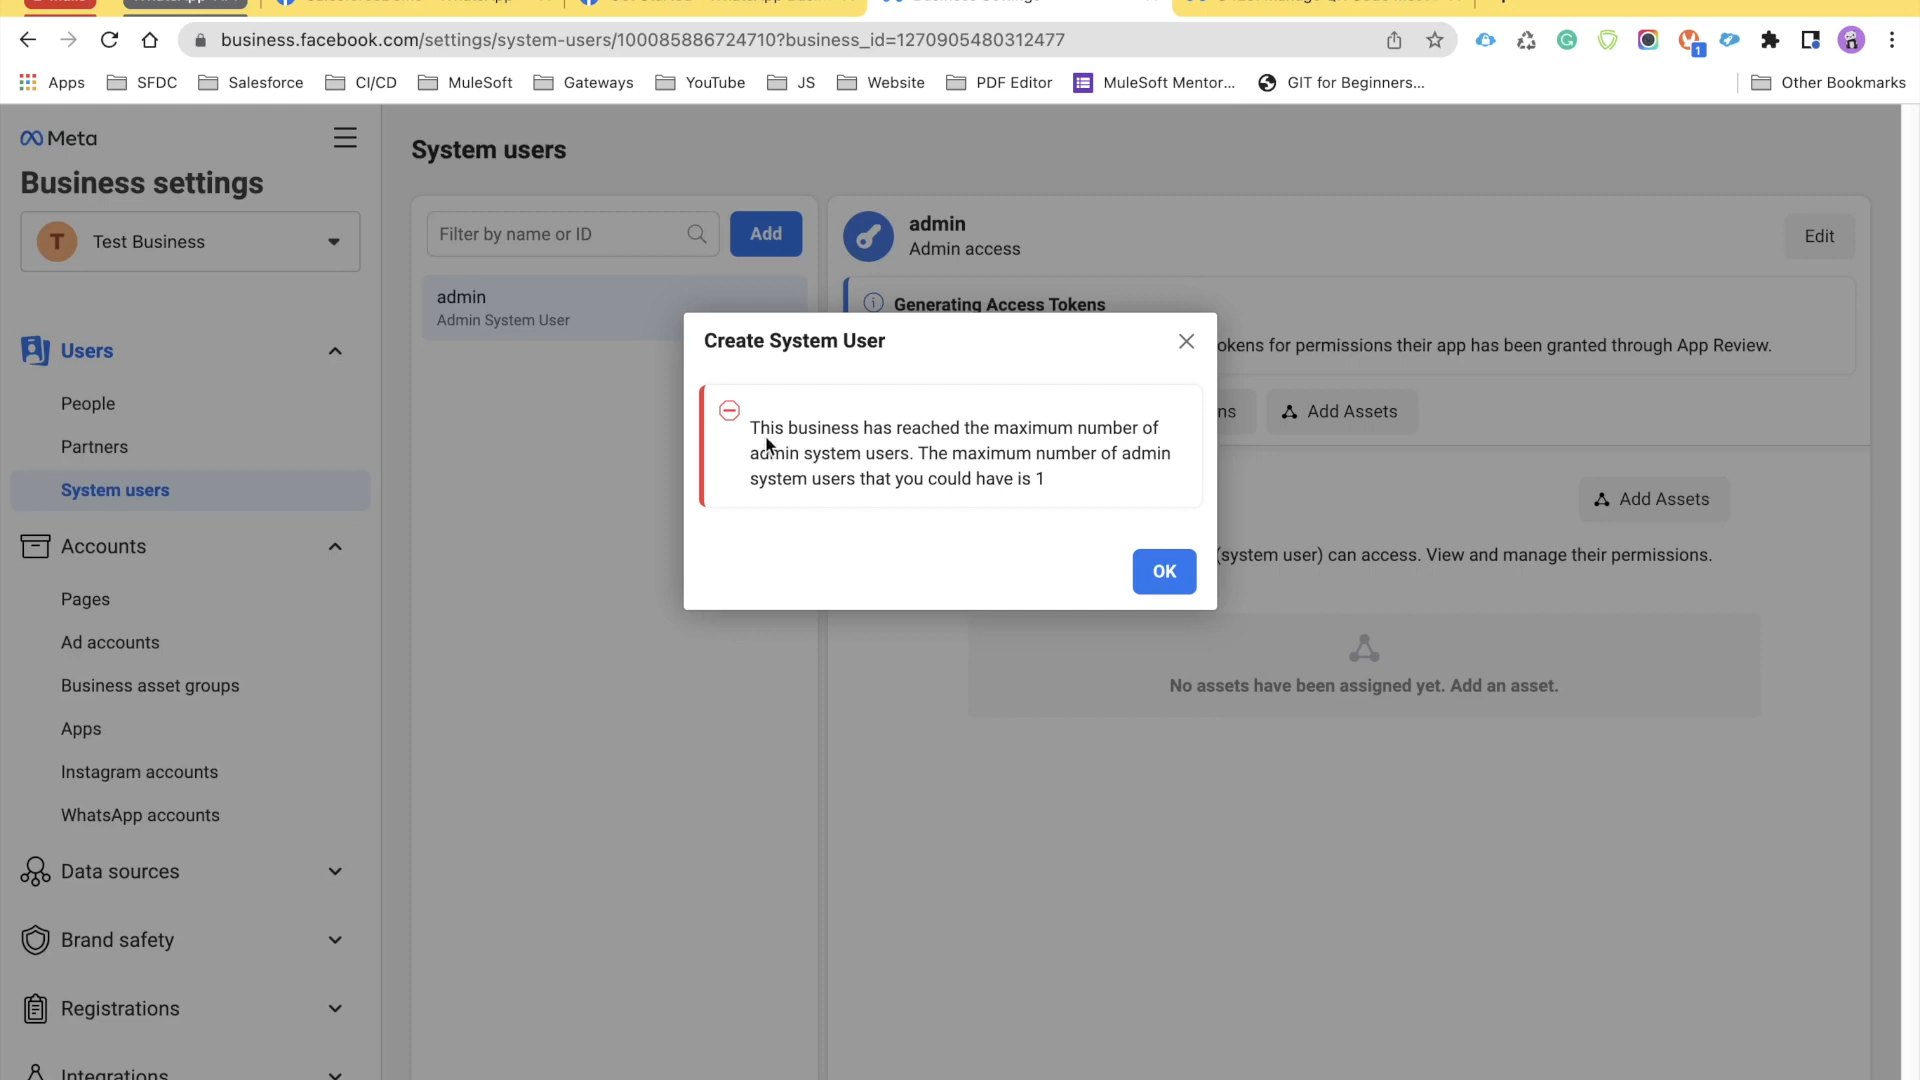 business.facebook.com/settings/system-users/100085886724710?business_id=1270905480312477
1
Apps
SFDC
Salesforce
CI/CD
MuleSoft
Gateways
YouTube
JS
Website
PDF Editor
MuleSoft Mentor...
GIT for Beginners...
Other Bookmarks
Meta
Business settings
T
Test Business
Users
People
Partners
System users
Accounts
Pages
Ad accounts
Business asset groups
Apps
Instagram accounts
WhatsApp accounts
Data sources
Brand safety
Registrations
Integrations
System users
Filter by name or ID
Add
admin
Admin System User
admin
Admin access
Edit
Generating Access Tokens
okens for permissions their app has been granted through App Review.
ns
Add Assets
Add Assets
(system user) can access. View and manage their permissions.
No assets have been assigned yet. Add an asset.
Create System User
This business has reached the maximum number of
admin system users. The maximum number of admin
system users that you could have is 1
OK